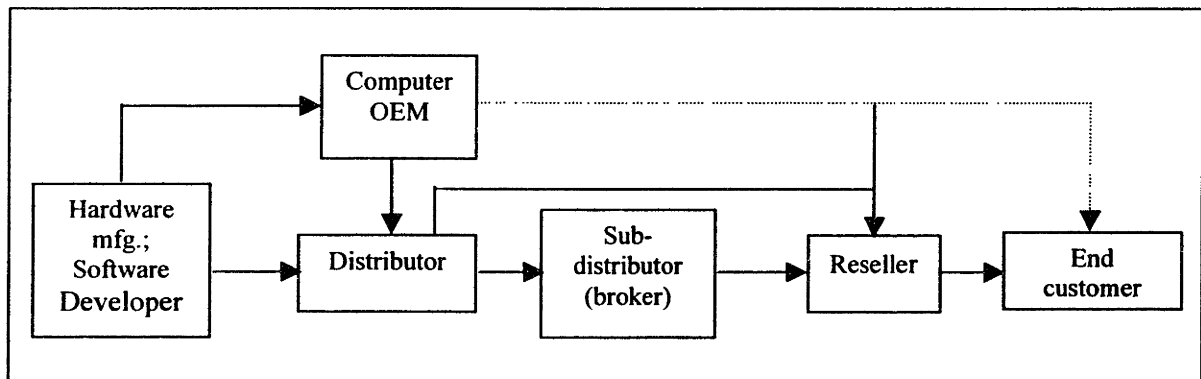 Computer
OEM
Hardware
mfg.;
Software
Developer
Distributor
Sub-
distributor
(broker)
Reseller
End
customer